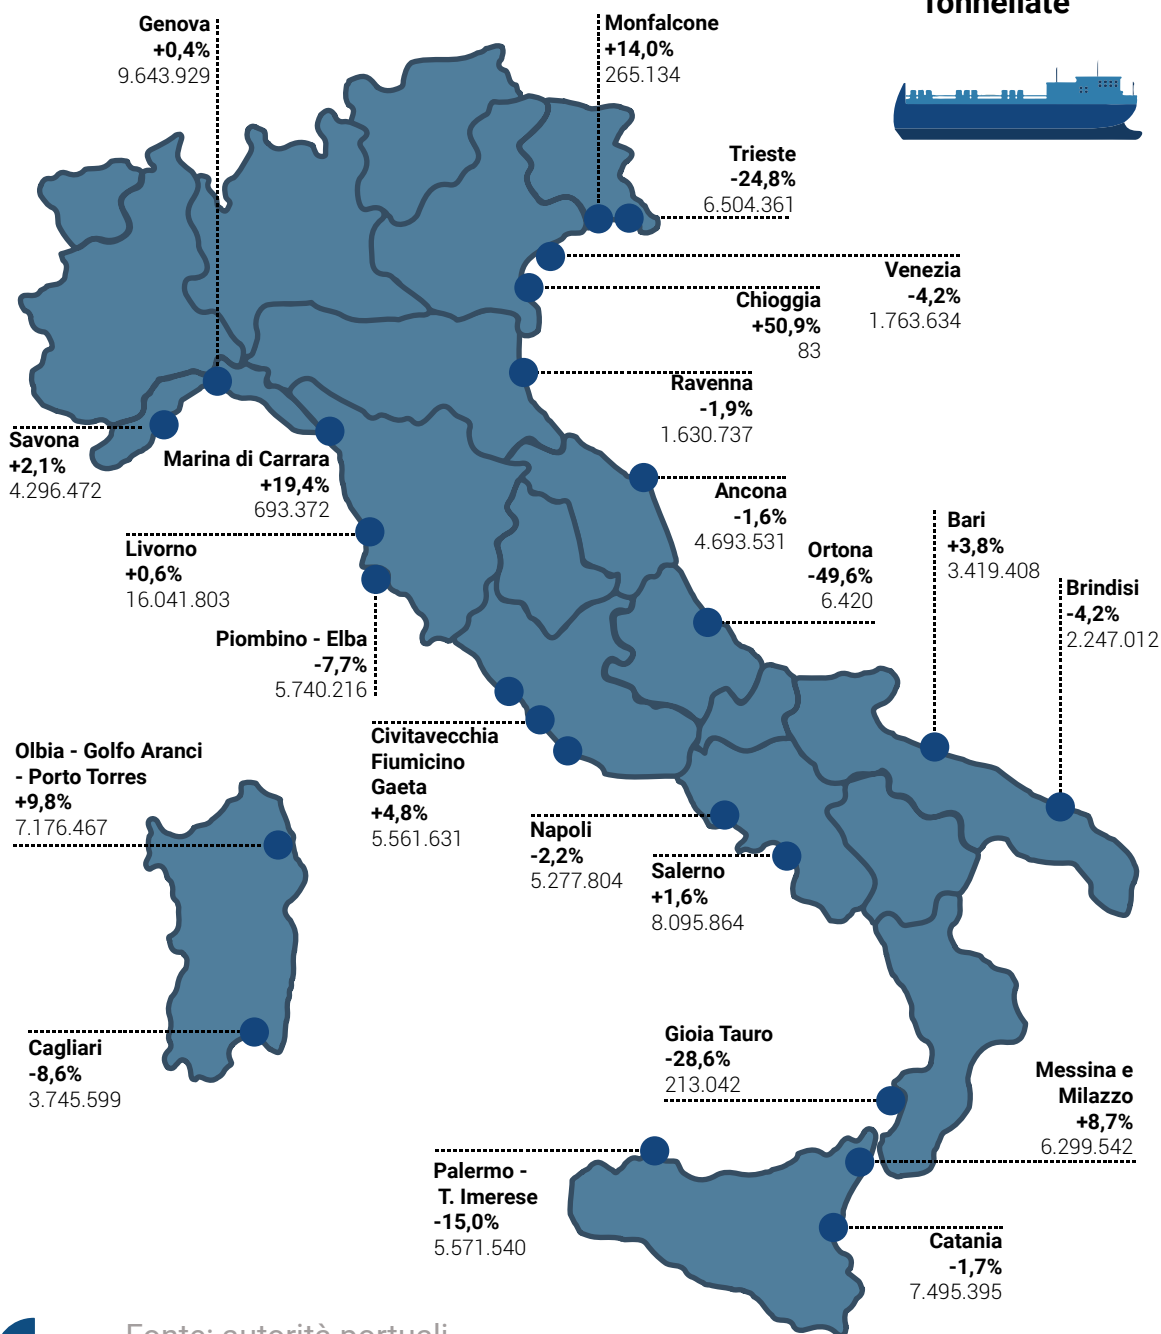 Tonnellate
Genova
+0,4%
9.643.929
Monfalcone
+14,0%
265.134
Trieste
-24,8%
6.504.361
Venezia
-4,2%
1.763.634
Chioggia
+50,9%
83
Ravenna
-1,9%
1.630.737
Savona
+2,1%
4.296.472
Marina di Carrara
+19,4%
693.372
Ancona
-1,6%
4.693.531
Livorno
+0,6%
16.041.803
Ortona
-49,6%
6.420
Bari
+3,8%
3.419.408
Brindisi
-4,2%
2.247.012
Piombino - Elba
-7,7%
5.740.216
Civitavecchia
Fiumicino
Gaeta
+4,8%
5.561.631
Olbia - Golfo Aranci
- Porto Torres
+9,8%
7.176.467
Napoli
-2,2%
5.277.804
Salerno
+1,6%
8.095.864
Cagliari
-8,6%
3.745.599
Gioia Tauro
-28,6%
213.042
Messina e
Milazzo
+8,7%
6.299.542
Palermo -
T. Imerese
-15,0%
5.571.540
Catania
-1,7%
7.495.395
Fonte: autorità portuali